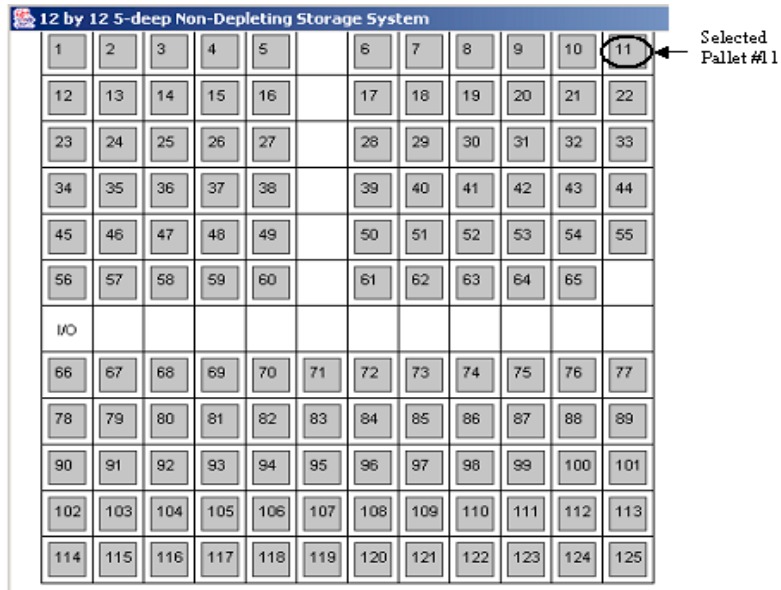 12 by 12 5-deep Non-Depleting Storage System
1 2 3 4 5 6 7 8 9 10 11
Selected
Pallet #11
12 13 14 15 16 17 18 19 20 21 22
23 24 25 26 27 28 29 30 31 32 33
34 35 36 37 38 39 40 41 42 43 44
45 46 47 48 49 50 51 52 53 54 55
56 57 58 59 60 61 62 63 64 65
I/O
66 67 68 69 70 71 72 73 74 75 76 77
78 79 80 81 82 83 84 85 86 87 88 89
90 91 92 93 94 95 96 97 98 99 100 101
102 103 104 105 106 107 108 109 110 111 112 113
114 115 116 117 118 119 120 121 122 123 124 125